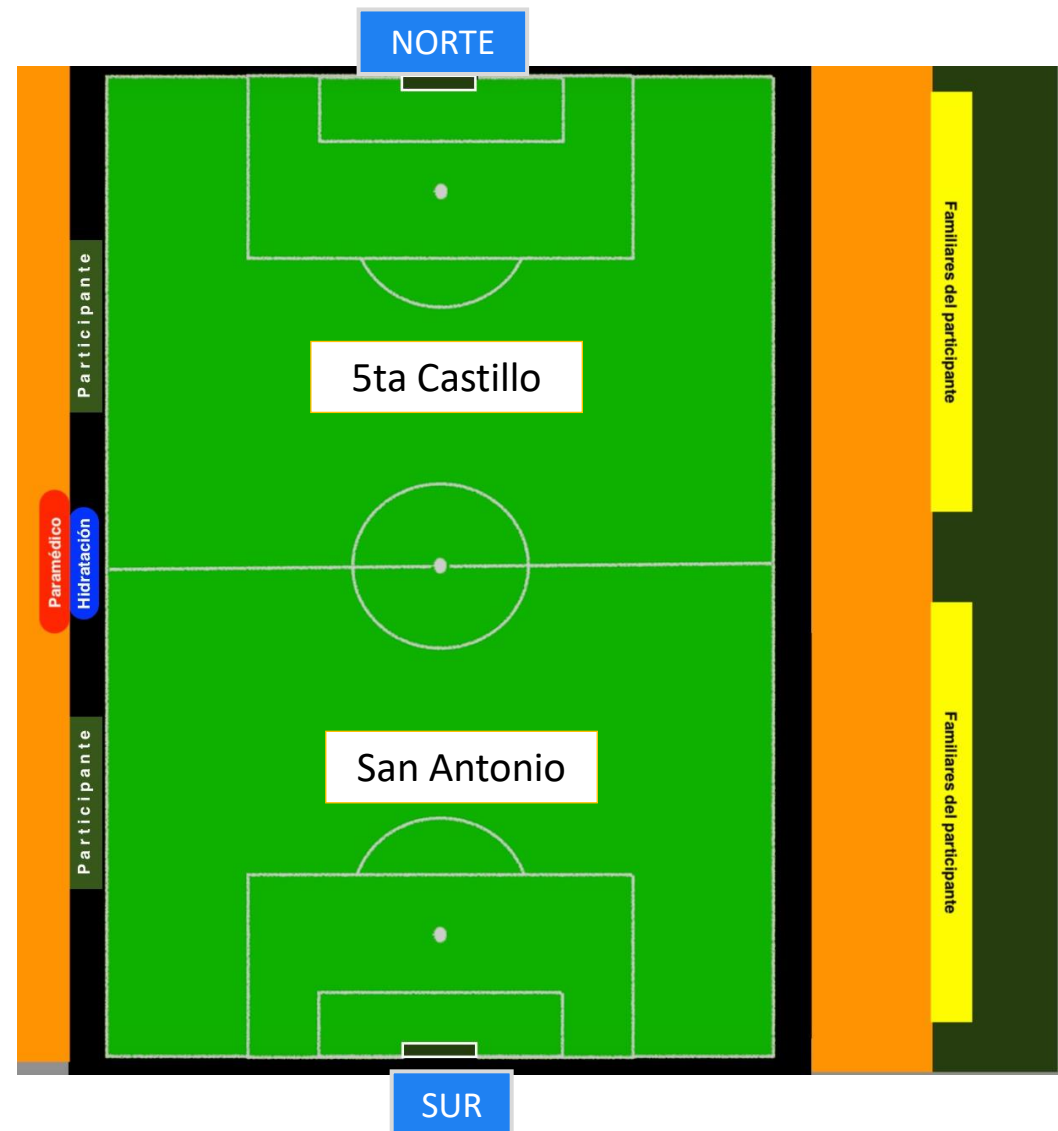 NORTE
Participante
Familiares del participante
5ta Castillo
Paramédico
Hidratación
San Antonio
Participante
Familiares del participante
SUR